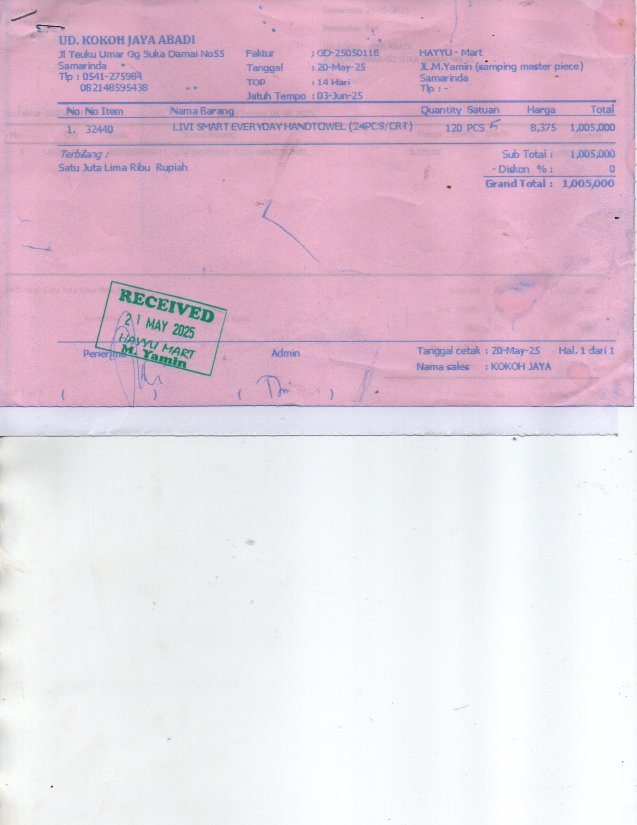 Samarinda, 21-05-2025
UD. KOKOH JAYA ABADI
Jl Teuku Umar Gg Suka Damai No55
Samarinda
Tlp : 0541-275984
082148595438
Faktur : GD-25050118
Tanggal : 20-May-25
TOP : 14 Hari
Jatuh Tempo : 03-Jun-25
HAYYU - Mart
JL.M.Yamin (samping master piece)
Samarinda
Tlp : -
No No Item Nama Barang Quantity Satuan Harga Total
1. 32440 LIVI SMART EVERYDAY HANDTOWEL (24PCS/CRT) 120 PCS 5 8,375 1,005,000
Terbilang :
Satu Juta Lima Ribu Rupiah
Sub Total : 1,005,000
- Diskon % : 0
Grand Total : 1,005,000
RECEIVED
21 MAY 2025
HAYYU MART
M. Yamin
Penerima
Admin
Tanggal cetak : 20-May-25 Hal. 1 dari 1
Nama sales : KOKOH JAYA
( ) ( )